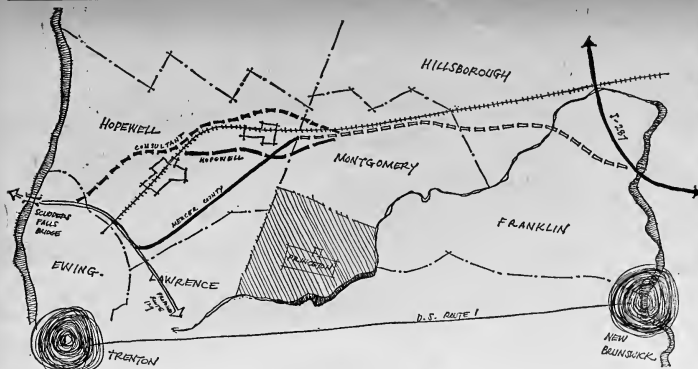 HILLSBOROUGH
I-287
HOPEWELL
CONSULTANT
HOPEWELL
MONTGOMERY
MERCER COUNTY
SCUDDERS
FALLS
BRIDGE
FRANKLIN
PRINCETON
EWING
LAWRENCE
ROUTE
U.S. ROUTE 1
NEW
BRUNSWICK
TRENTON